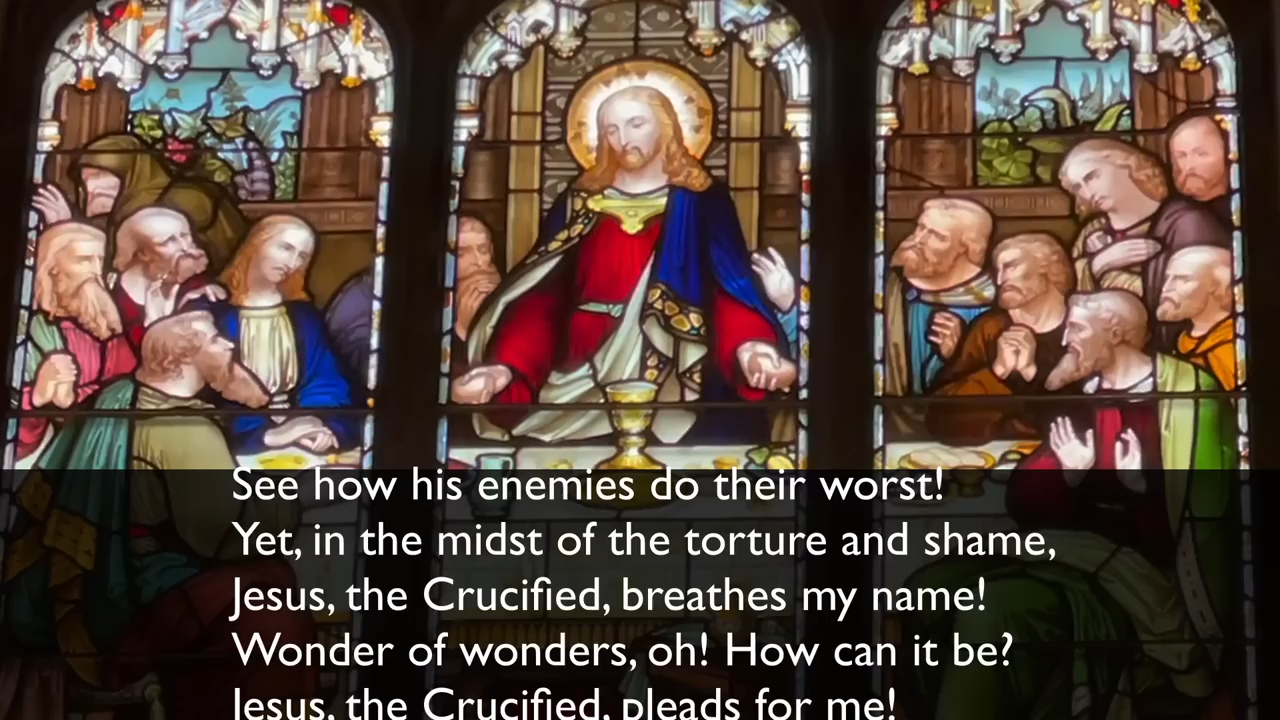 See how his enemies do their worst!
Yet, in the midst of the torture and shame,
Jesus, the Crucified, breathes my name!
Wonder of wonders, oh! How can it be?
Jesus, the Crucified, pleads for me!